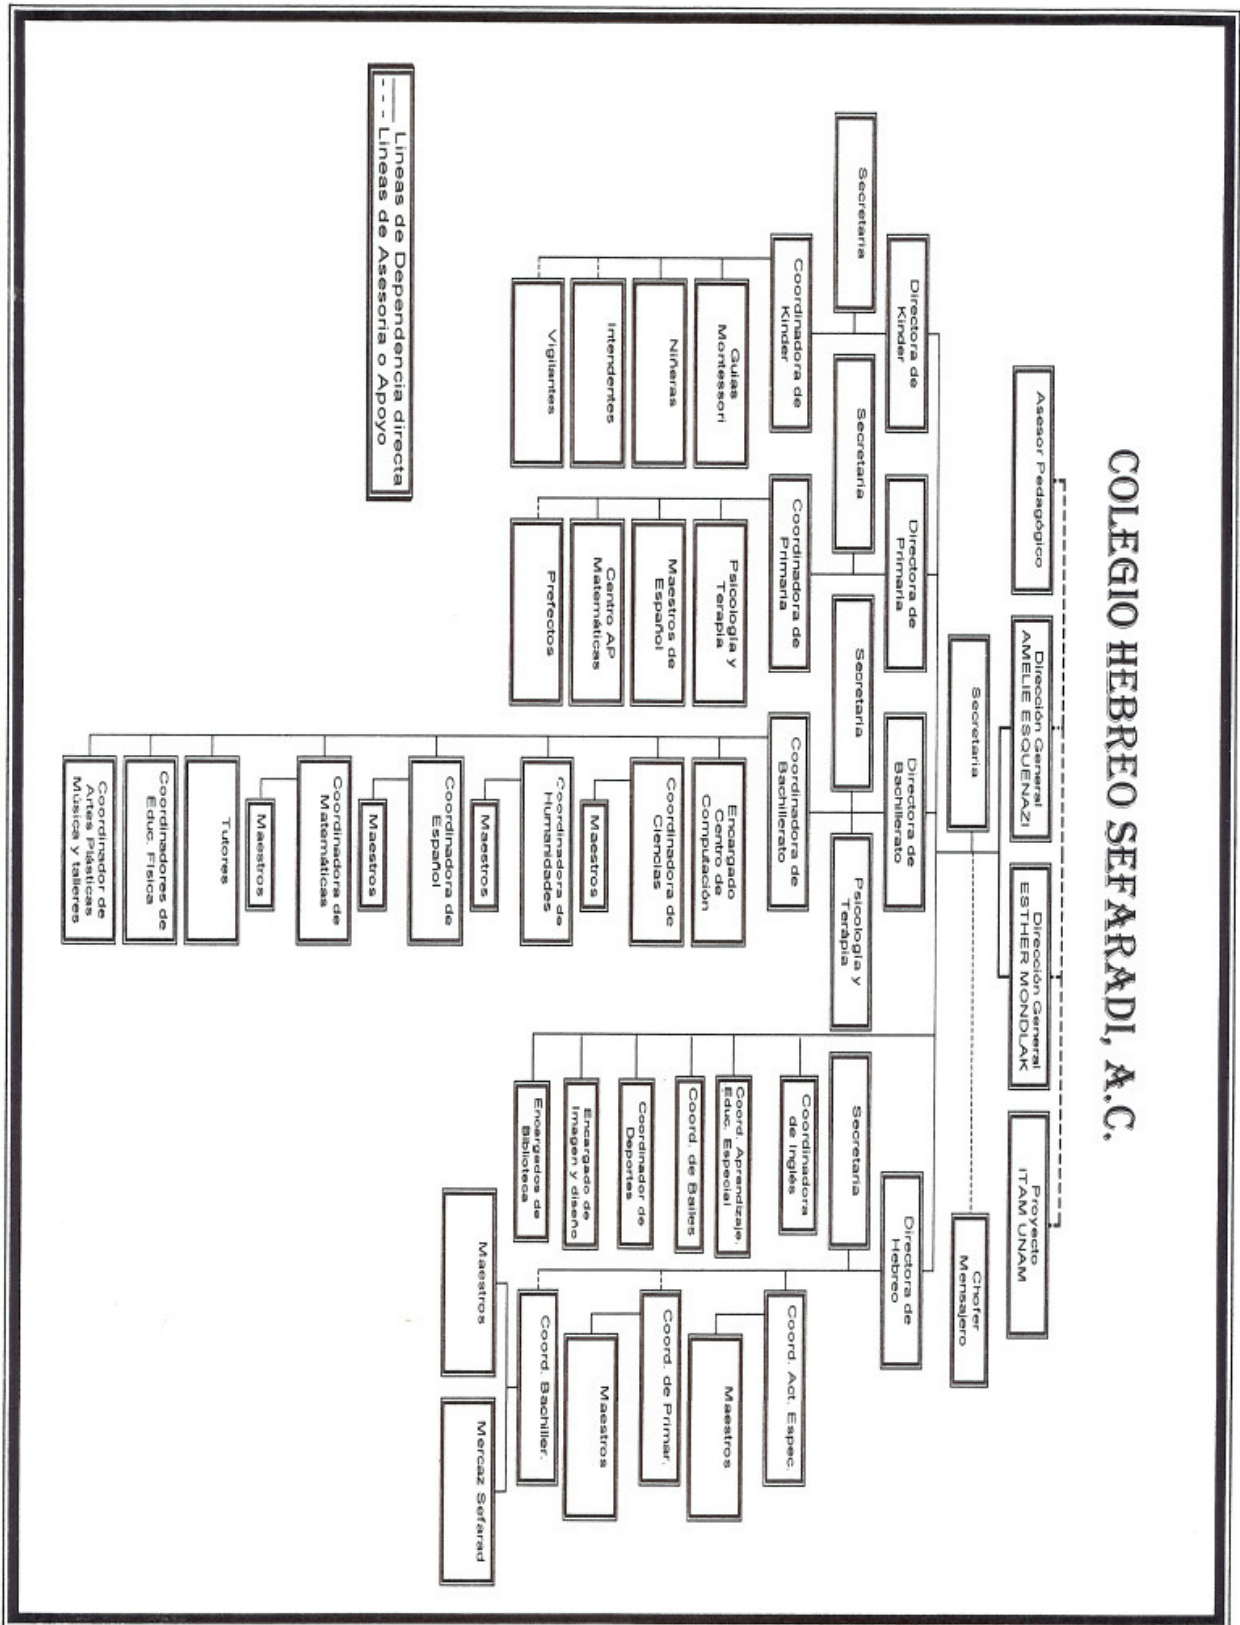 COLEGIO HEBREO SEFARADI, A.C.
Asesor Pedagógico
Dirección General
AMELIE ESQUENAZI
Dirección General
ESTHER MONDLAK
Proyecto
ITAM UNAM
Secretaria
Chofer
Mensajero
Directora de
Kinder
Directora de
Primaria
Directora de
Bachillerato
Directora de
Hebreo
Secretaria
Secretaria
Secretaria
Psicología y
Terápia
Secretaria
Coordinadora de
Kinder
Guias
Montessori
Niñeras
Intendentes
Vigilantes
Coordinadora de
Primaria
Psicología y
Terapia
Maestros de
Español
Centro AP
Matemáticas
Prefectos
Coordinadora de
Bachillerato
Encargado
Centro de
Computación
Coordinadora de
Ciencias
Maestros
Coordinadora de
Humanidades
Maestros
Coordinadora de
Español
Maestros
Coordinadora de
Matemáticas
Maestros
Tutores
Coordinadores de
Educ. Física
Coordinador de
Artes Plásticas
Música y talleres
Coordinadora
de Inglés
Coord. Aprendizaje.
Educ. Especial
Coord. de Bailes
Coordinador de
Deportes
Encargado de
Imagen y diseño
Encargados de
Biblioteca
Coord. Act. Espec.
Maestros
Coord. de Primar.
Maestros
Coord. Bachiller.
Maestros
Mercaz Sefarad
Lineas de Dependencia directa
Lineas de Asesoria o Apoyo